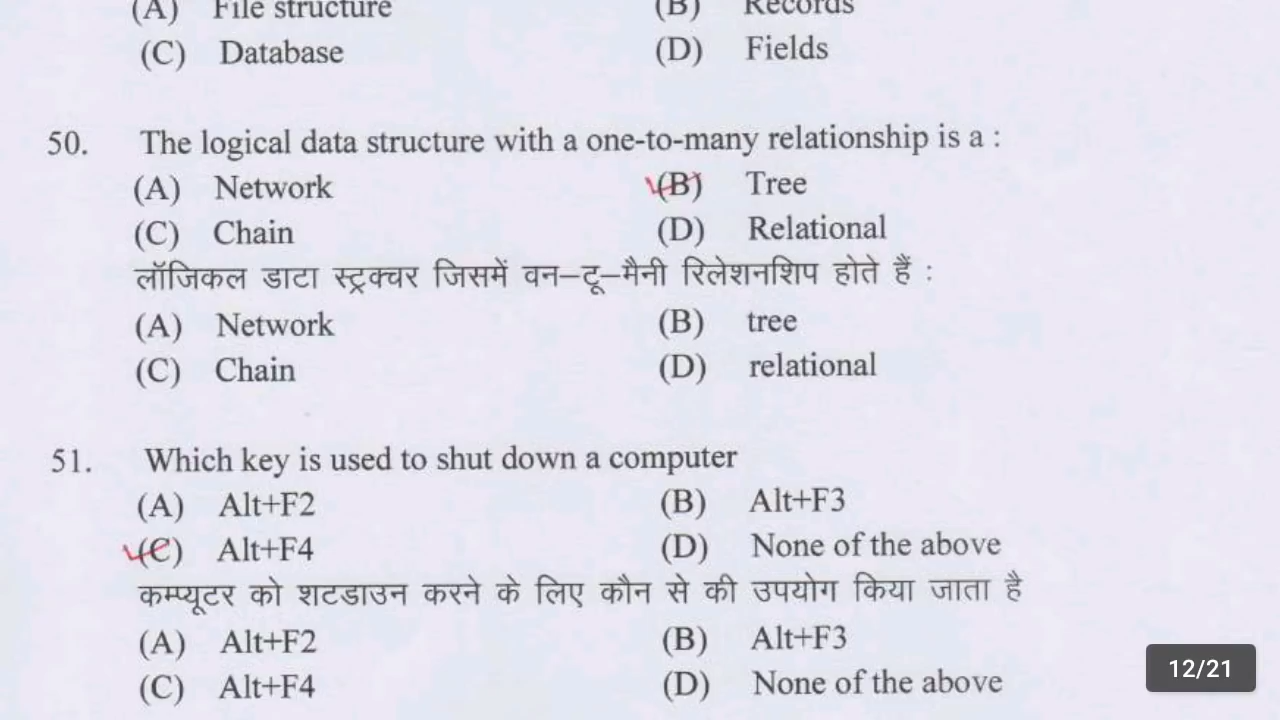 (A) File structure (B) Records
(C) Database (D) Fields
50. The logical data structure with a one-to-many relationship is a :
(A) Network (B) Tree
(C) Chain (D) Relational
लॉजिकल डाटा स्ट्रक्चर जिसमें वन–टू–मैनी रिलेशनशिप होते हैं :
(A) Network (B) tree
(C) Chain (D) relational
51. Which key is used to shut down a computer
(A) Alt+F2 (B) Alt+F3
(C) Alt+F4 (D) None of the above
कम्प्यूटर को शटडाउन करने के लिए कौन से की उपयोग किया जाता है
(A) Alt+F2 (B) Alt+F3
(C) Alt+F4 (D) None of the above
12/21